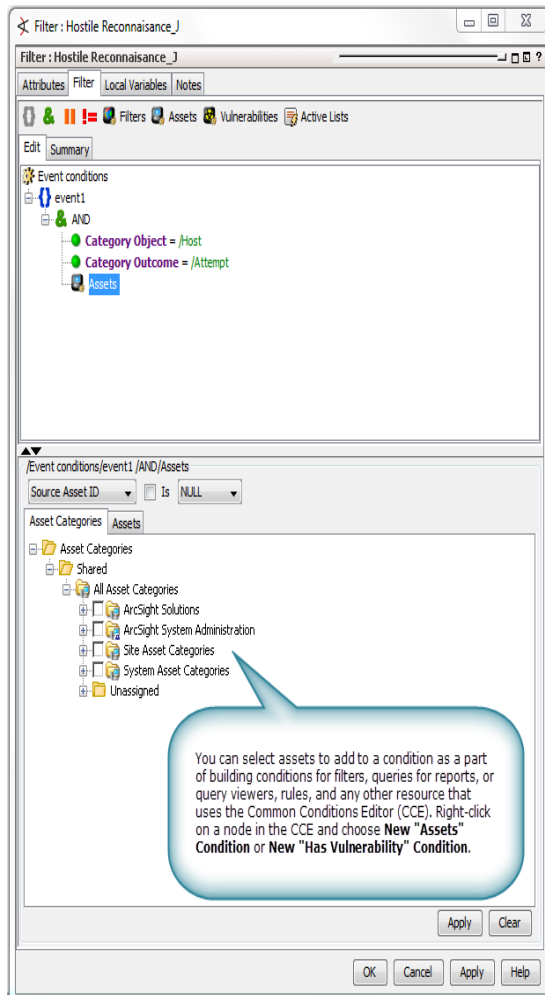 Filter : Hostile Reconnaisance_J
Filter : Hostile Reconnaisance_J ?
Attributes Filter Local Variables Notes
{} & || != Filters Assets Vulnerabilities Active Lists
Edit Summary
Event conditions
{} event1
& AND
Category Object = /Host
Category Outcome = /Attempt
Assets
/Event conditions/event1 /AND/Assets
Source Asset ID Is NULL
Asset Categories Assets
Asset Categories
Shared
All Asset Categories
ArcSight Solutions
ArcSight System Administration
Site Asset Categories
System Asset Categories
Unassigned
You can select assets to add to a condition as a part
of building conditions for filters, queries for reports, or
query viewers, rules, and any other resource that
uses the Common Conditions Editor (CCE). Right-click
on a node in the CCE and choose New "Assets"
Condition or New "Has Vulnerability" Condition.
Apply Clear
OK Cancel Apply Help